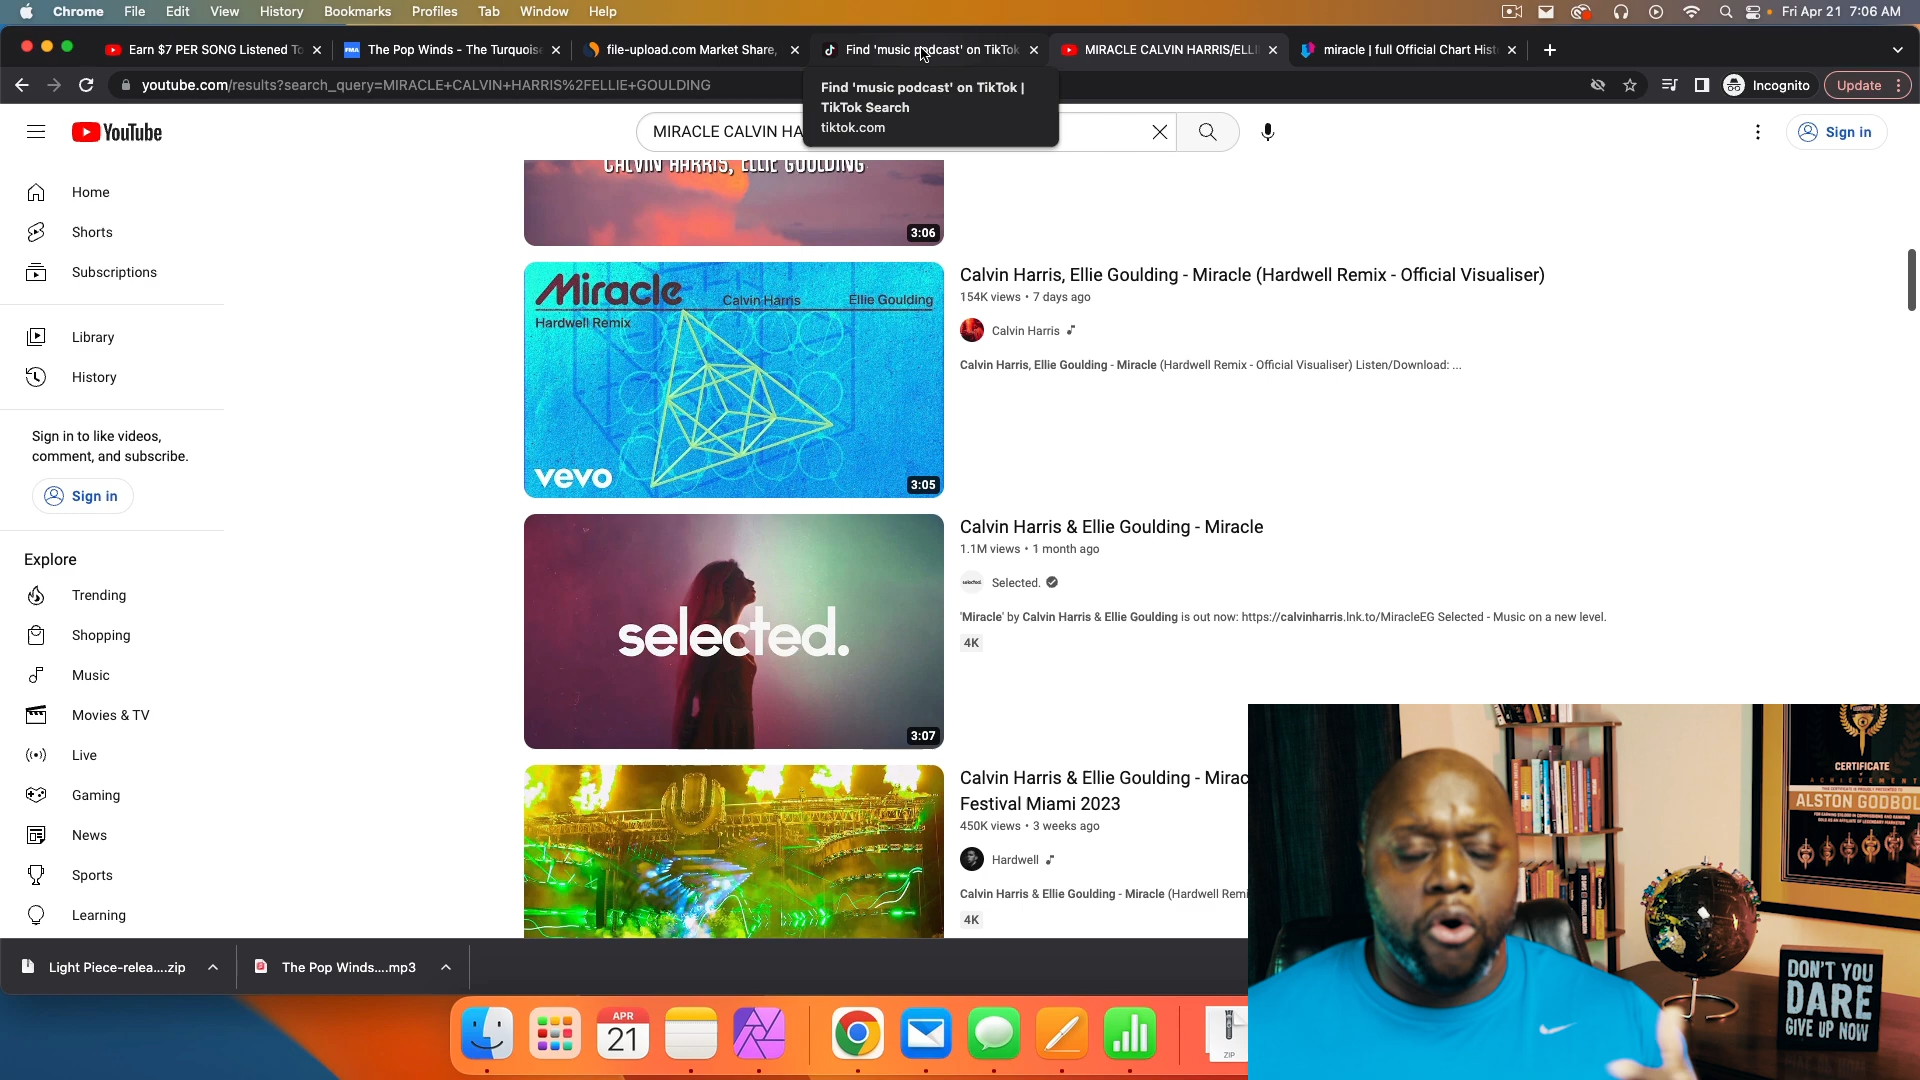 Chrome File Edit View History Bookmarks Profiles Tab Window Help
Fri Apr 21 7:06 AM
Earn $7 PER SONG Listened To
The Pop Winds - The Turquoise
file-upload.com Market Share,
Find 'music podcast' on TikTok
MIRACLE CALVIN HARRIS/ELLI
miracle | full Official Chart Hist
youtube.com/results?search_query=MIRACLE+CALVIN+HARRIS%2FELLIE+GOULDING
Incognito
Update
Find 'music podcast' on TikTok |
TikTok Search
tiktok.com
YouTube
MIRACLE CALVIN HA
Sign in
Home
Shorts
Subscriptions
Library
History
Sign in to like videos,
comment, and subscribe.
Sign in
Explore
Trending
Shopping
Music
Movies & TV
Live
Gaming
News
Sports
Learning
CALVIN HARRIS, ELLIE GOULDING
3:06
Miracle
Calvin Harris
Ellie Goulding
Hardwell Remix
vevo
3:05
Calvin Harris, Ellie Goulding - Miracle (Hardwell Remix - Official Visualiser)
154K views • 7 days ago
Calvin Harris
Calvin Harris, Ellie Goulding - Miracle (Hardwell Remix - Official Visualiser) Listen/Download: ...
selected.
3:07
Calvin Harris & Ellie Goulding - Miracle
1.1M views • 1 month ago
selected.
Selected.
'Miracle' by Calvin Harris & Ellie Goulding is out now: https://calvinharris.lnk.to/MiracleEG Selected - Music on a new level.
4K
Calvin Harris & Ellie Goulding - Mirac
Festival Miami 2023
450K views • 3 weeks ago
Hardwell
Calvin Harris & Ellie Goulding - Miracle (Hardwell Remi
4K
Light Piece-relea....zip
The Pop Winds....mp3
APR
21
ZIP
CERTIFICATE
ACHIEVEMENT
ALSTON GODBOL
DON'T YOU
DARE
GIVE UP NOW